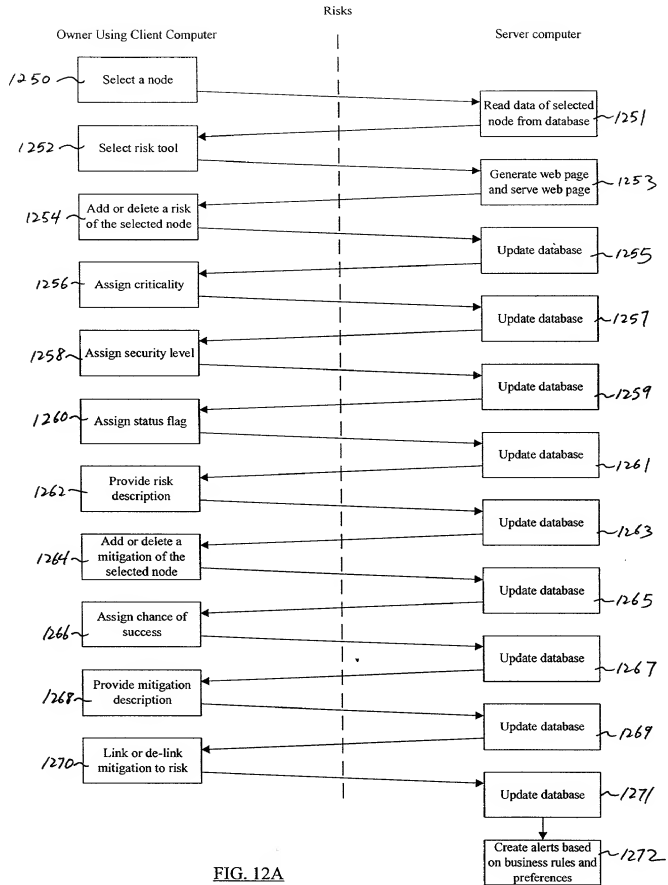 Risks
Owner Using Client Computer
Server computer
1250
Select a node
Read data of selected
node from database
1251
1252
Select risk tool
Generate web page
and serve web page
1253
1254
Add or delete a risk
of the selected node
Update database
1255
1256
Assign criticality
Update database
1257
1258
Assign security level
Update database
1259
1260
Assign status flag
Update database
1261
1262
Provide risk
description
Update database
1263
1264
Add or delete a
mitigation of the
selected node
Update database
1265
1266
Assign chance of
success
Update database
1267
1268
Provide mitigation
description
Update database
1269
1270
Link or de-link
mitigation to risk
Update database
1271
Create alerts based
on business rules and
preferences
1272
FIG. 12A